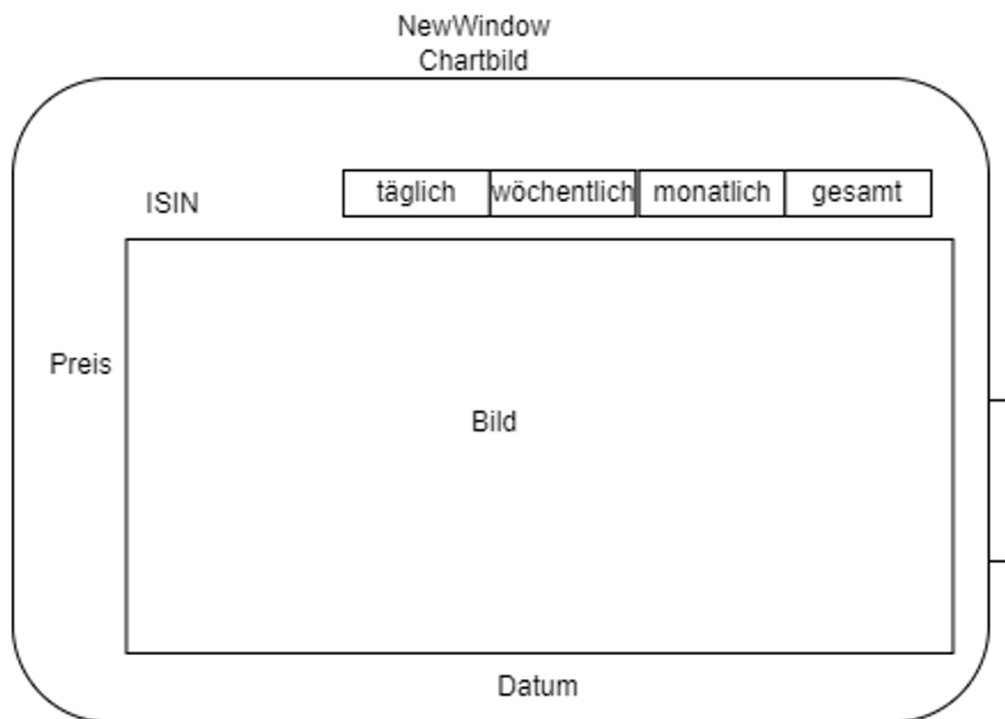 NewWindow
Chartbild
ISIN
täglich
wöchentlich
monatlich
gesamt
Preis
Bild
Datum